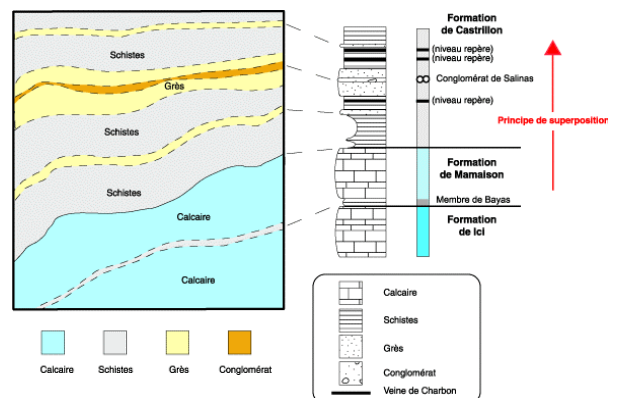 Schistes
Grès
Schistes
Schistes
Calcaire
Calcaire
Calcaire
Schistes
Grès
Conglomérat
Formation
de Castrillon
(niveau repère)
(niveau repère)
Conglomérat de Salinas
(niveau repère)
Principe de superposition
Formation
de Mamaison
Membre de Bayas
Formation
de Ici
Calcaire
Schistes
Grès
Conglomérat
Veine de Charbon